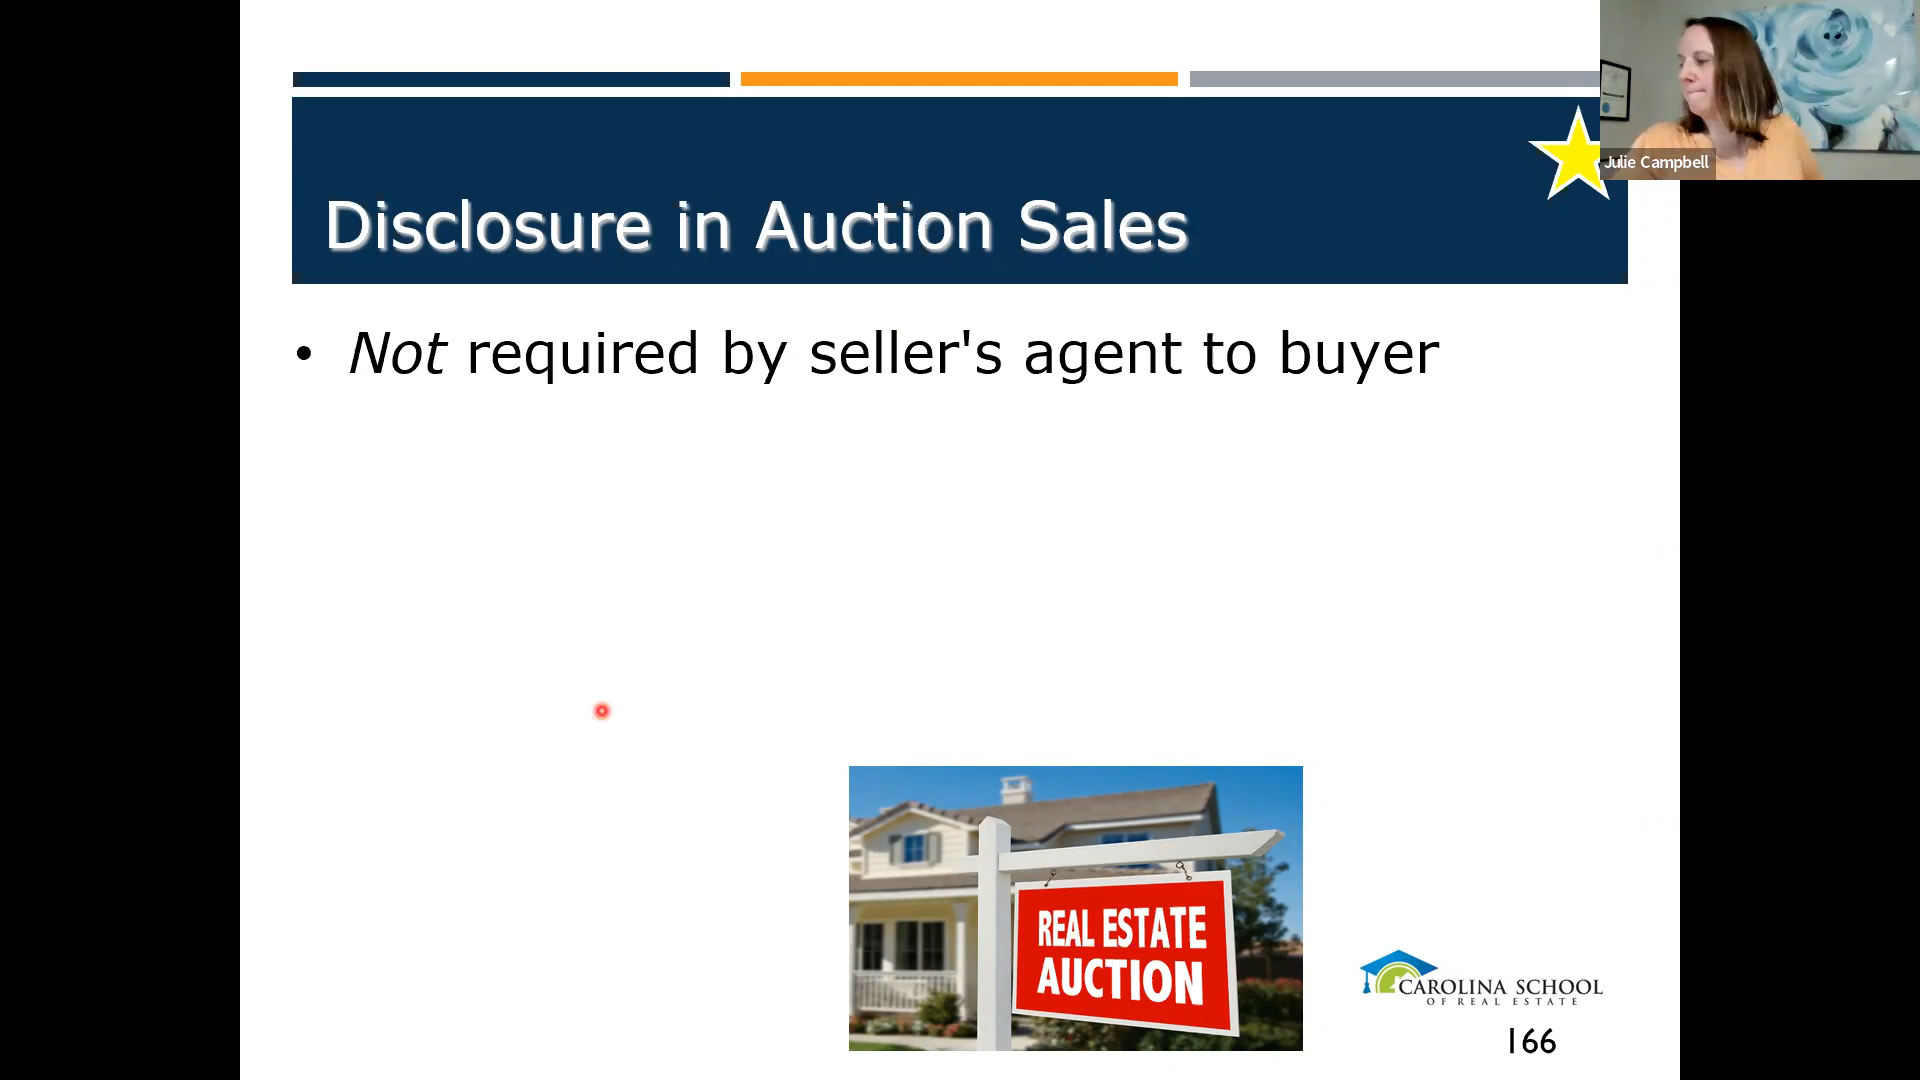 Julie Campbell
Disclosure in Auction Sales
• Not required by seller's agent to buyer
REAL ESTATE
AUCTION
CAROLINA SCHOOL
OF REAL ESTATE
166